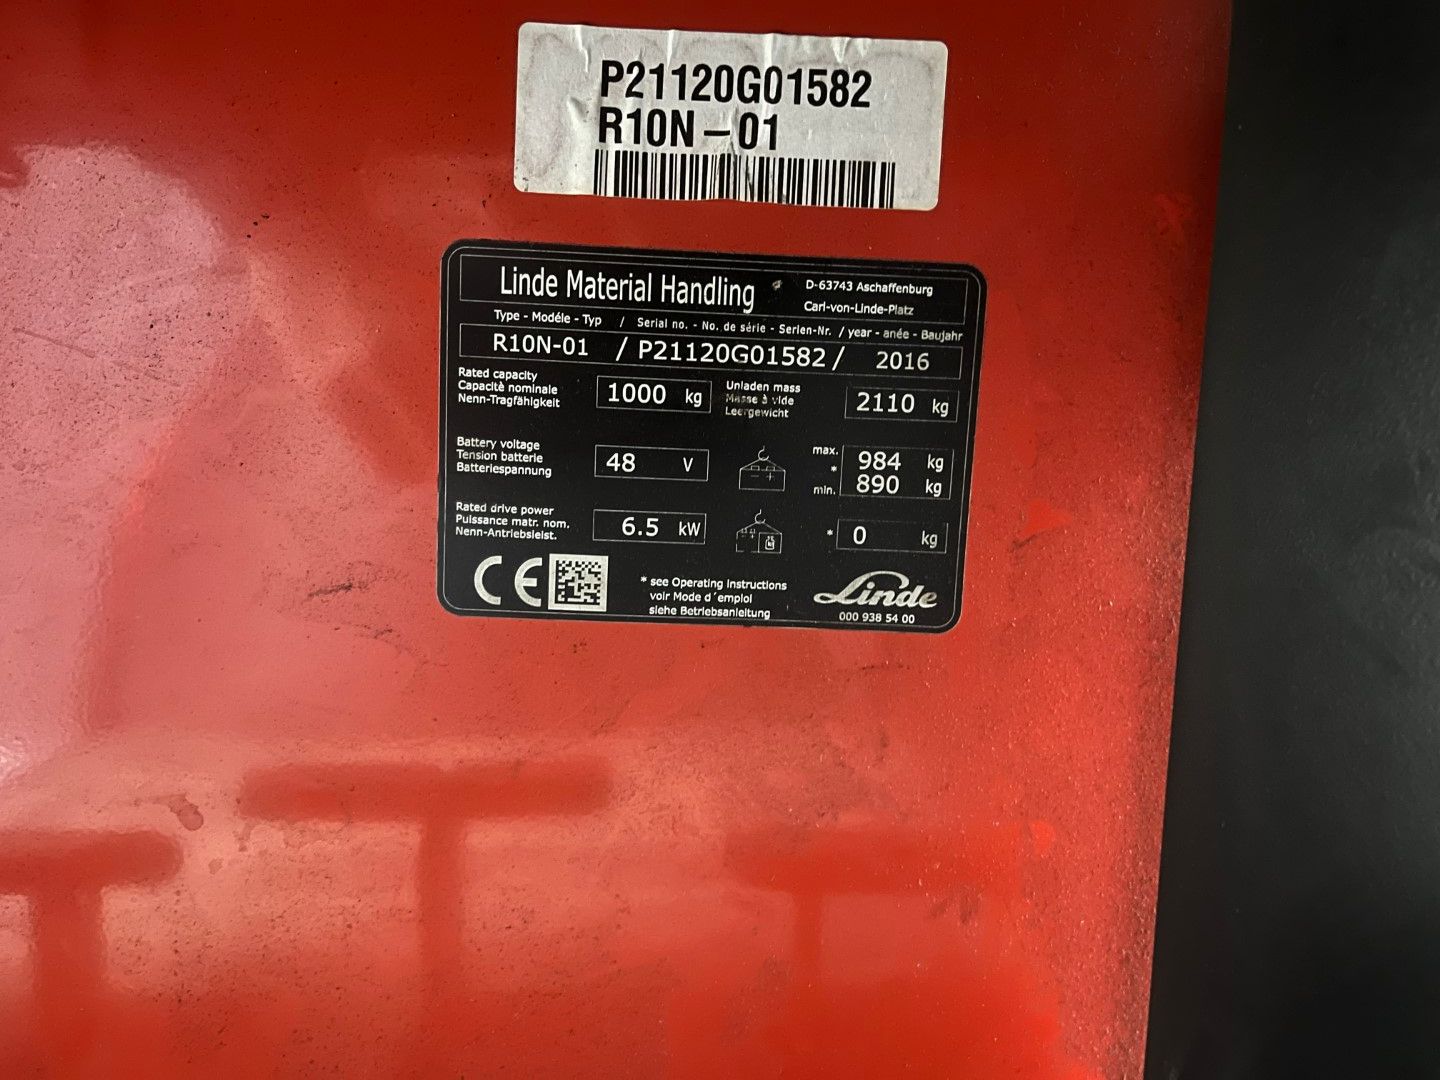 P21120G01582
R10N-01
Linde Material Handling
D-63743 Aschaffenburg
Carl-von-Linde-Platz
Type - Modéle - Typ / Serial no. - No. de série - Serien-Nr. / year - anée - Baujahr
R10N-01 / P21120G01582 / 2016
Rated capacity
Capacitè nominale
Nenn-Tragfähigkeit
1000 kg
Unladen mass
Masse à vide
Leergewicht
2110 kg
Battery voltage
Tension batterie
Batteriespannung
48 V
max. 984 kg
*
min. 890 kg
Rated drive power
Puissance matr. nom.
Nenn-Antriebsleist.
6.5 kW
* 0 kg
CE
* see Operating Instructions
voir Mode d´emploi
siehe Betriebsanleitung
Linde
000 938 54 00